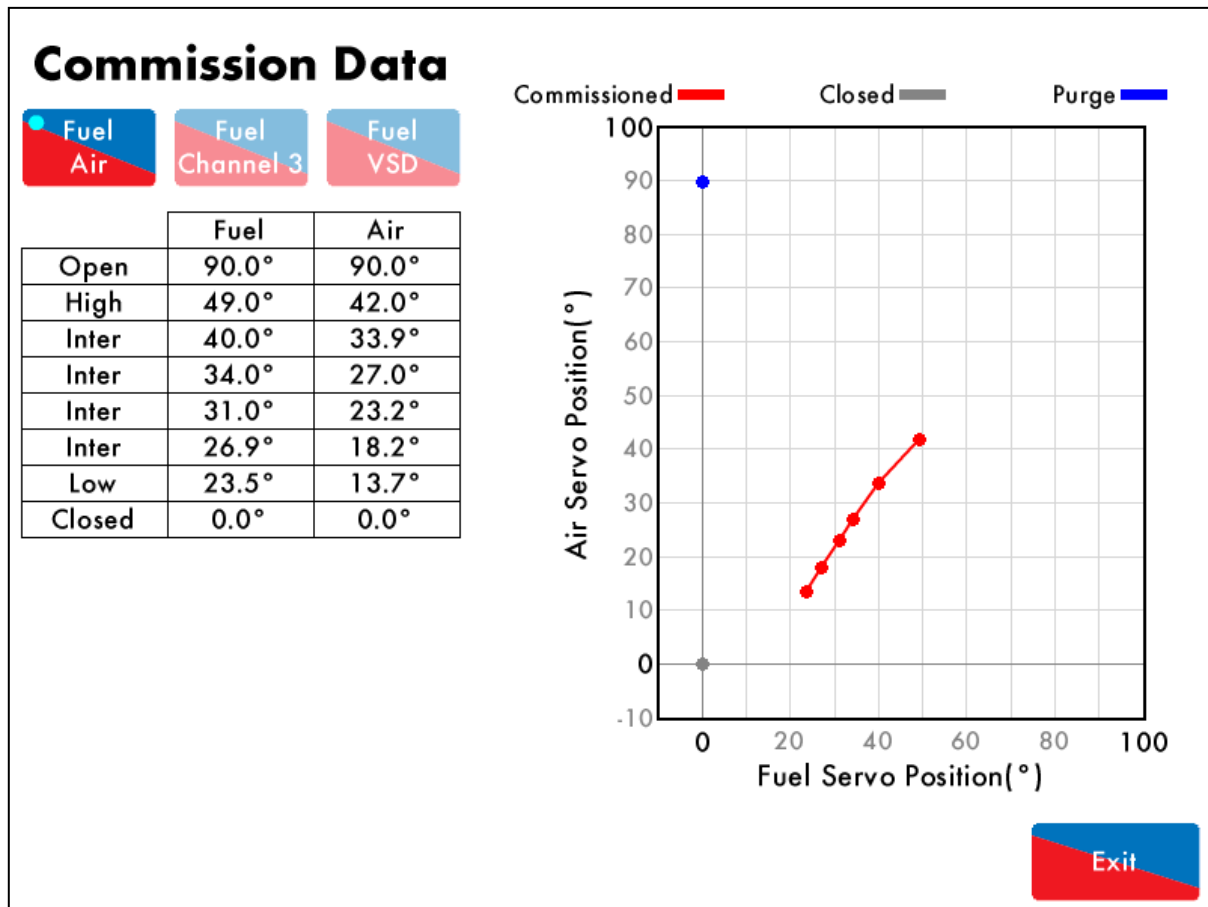 Commission Data
Fuel
Air
Fuel
Channel 3
Fuel
VSD
Fuel Air
Open 90.0° 90.0°
High 49.0° 42.0°
Inter 40.0° 33.9°
Inter 34.0° 27.0°
Inter 31.0° 23.2°
Inter 26.9° 18.2°
Low 23.5° 13.7°
Closed 0.0° 0.0°
Commissioned Closed Purge
100
90
80
70
60
50
40
30
20
10
0
-10
Air Servo Position(°)
0 20 40 60 80 100
Fuel Servo Position(°)
Exit